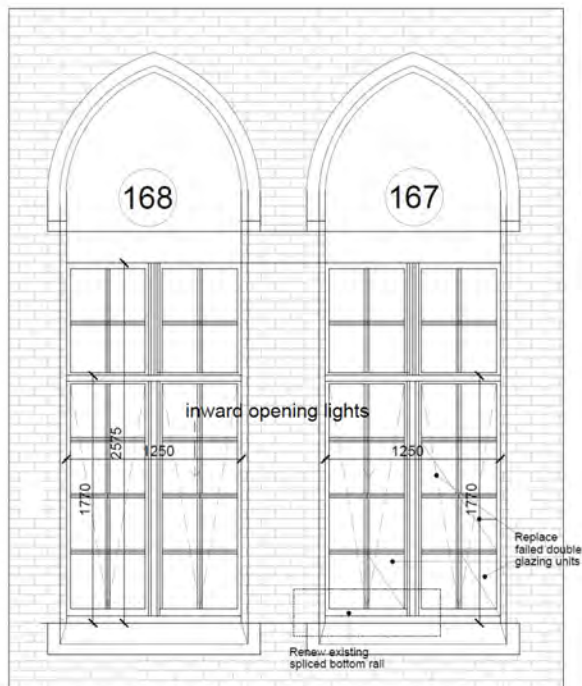 168
167
inward opening lights
2575
1250
1770
1250
1770
Replace
failed double
glazing units
Renew existing
spliced bottom rail